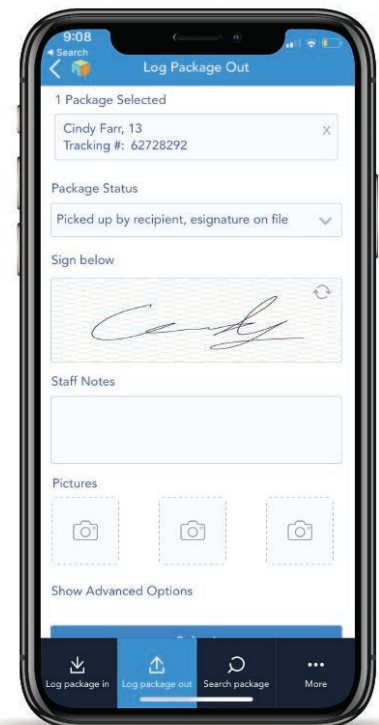 9:08
Search
Log Package Out
1 Package Selected
Cindy Farr, 13
X
Tracking #: 62728292
Package Status
Picked up by recipient, esignature on file
Sign below
Cindy
Staff Notes
Pictures
Show Advanced Options
Log package in
Log package out
Search package
More